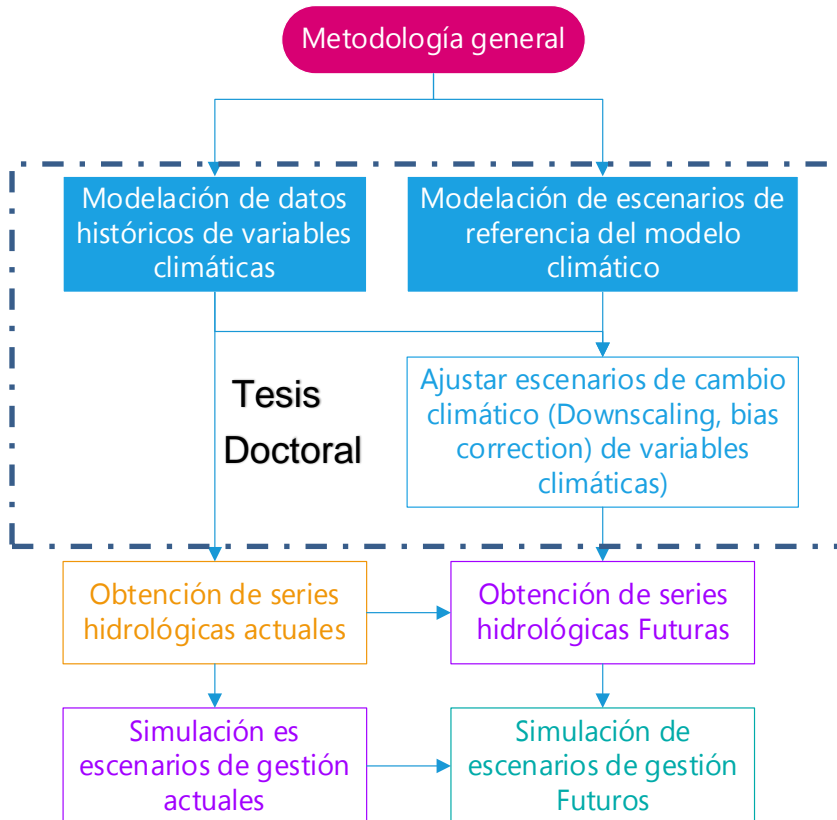 Metodología general
Modelación de datos
históricos de variables
climáticas
Modelación de escenarios de
referencia del modelo
climático
Tesis
Doctoral
Ajustar escenarios de cambio
climático (Downscaling, bias
correction) de variables
climáticas)
Obtención de series
hidrológicas actuales
Obtención de series
hidrológicas Futuras
Simulación es
escenarios de gestión
actuales
Simulación de
escenarios de gestión
Futuros